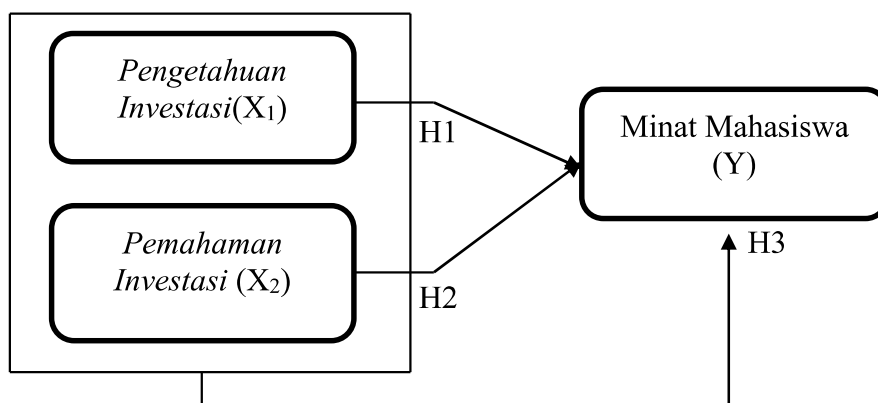 Pengetahuan
Investasi(X₁)
H1
Minat Mahasiswa
(Y)
Pemahaman
Investasi (X₂)
H2
H3